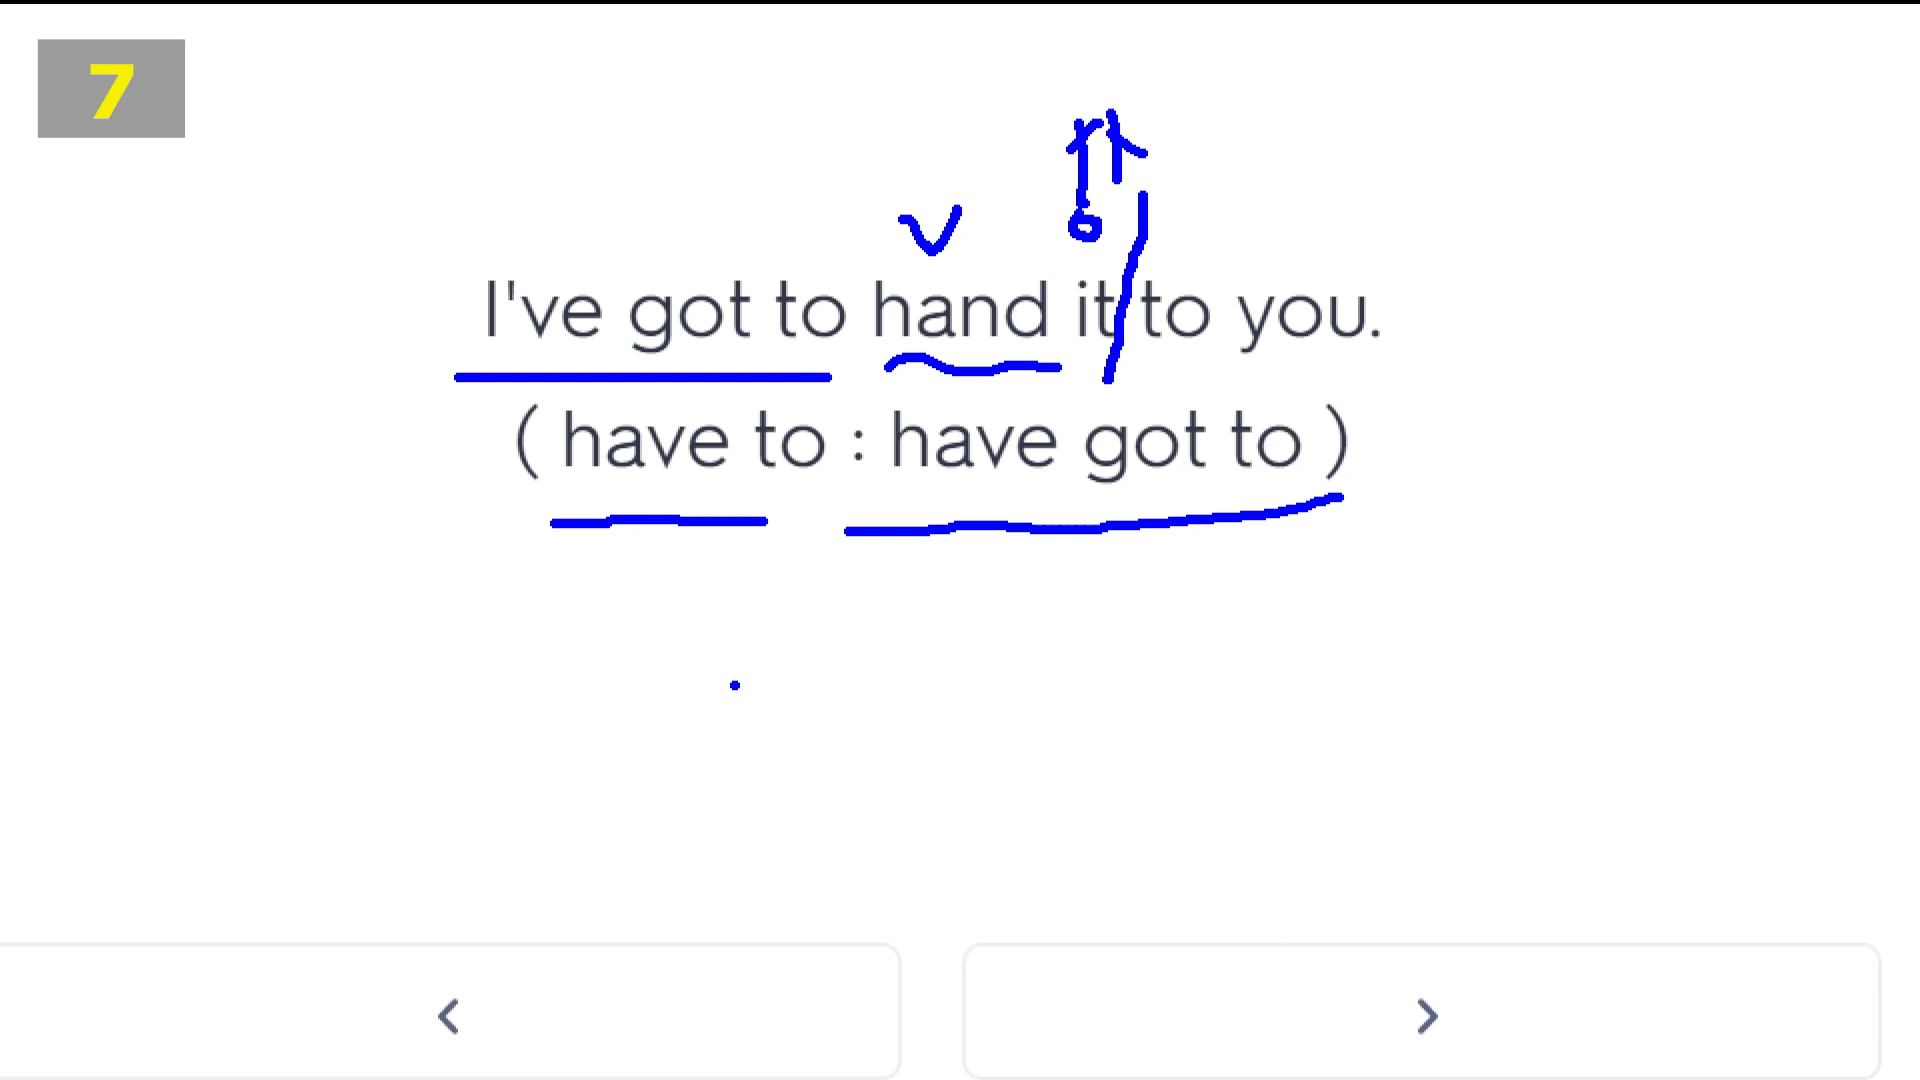 7
v
I've got to hand it to you.
( have to : have got to )